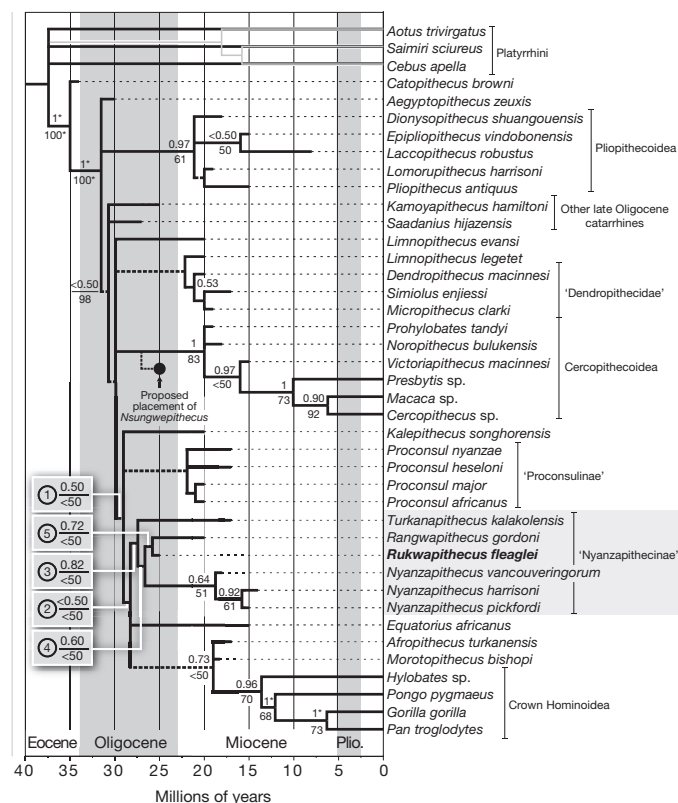 Aotus trivirgatus
Saimiri sciureus
Platyrrhini
Cebus apella
Catopithecus browni
1*
100*
Aegyptopithecus zeuxis
Dionysopithecus shuangouensis
Epipliopithecus vindobonensis
<0.50
50
0.97
61
Laccopithecus robustus
Pliopithecoidea
1*
100*
Lomorupithecus harrisoni
Pliopithecus antiquus
Kamoyapithecus hamiltoni
Other late Oligocene
catarrhines
Saadanius hijazensis
Limnopithecus evansi
Limnopithecus legetet
Dendropithecus macinnesi
<0.50
98
0.53
Simiolus enjiessi
'Dendropithecidae'
Micropithecus clarki
Prohylobates tandyi
1
83
Noropithecus bulukensis
Victoriapithecus macinnesi
Cercopithecoidea
0.97
<50
Presbytis sp.
1
73
Macaca sp.
0.90
92
Cercopithecus sp.
Proposed
placement of
Nsungwepithecus
Kalepithecus songhorensis
Proconsul nyanzae
Proconsul heseloni
'Proconsulinae'
Proconsul major
Proconsul africanus
1 0.50
<50
Turkanapithecus kalakolensis
5 0.72
<50
Rangwapithecus gordoni
Rukwapithecus fleaglei
'Nyanzapithecinae'
3 0.82
<50
Nyanzapithecus vancouveringorum
0.64
51
Nyanzapithecus harrisoni
0.92
61
Nyanzapithecus pickfordi
2 <0.50
<50
Equatorius africanus
4 0.60
<50
Afropithecus turkanensis
0.73
<50
Morotopithecus bishopi
Hylobates sp.
0.96
70
Pongo pygmaeus
1*
68
Crown Hominoidea
Gorilla gorilla
1*
73
Pan troglodytes
Eocene Oligocene Miocene Plio.
40 35 30 25 20 15 10 5 0
Millions of years